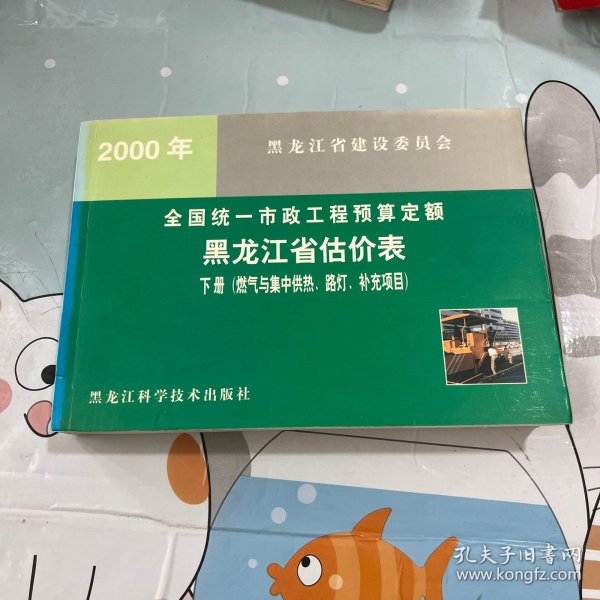 2000年
黑龙江省建设委员会
全国统一市政工程预算定额
黑龙江省估价表
下册(燃气与集中供热、路灯、补充项目)
黑龙江科学技术出版社
孔夫子旧书网
www.kongfz.com